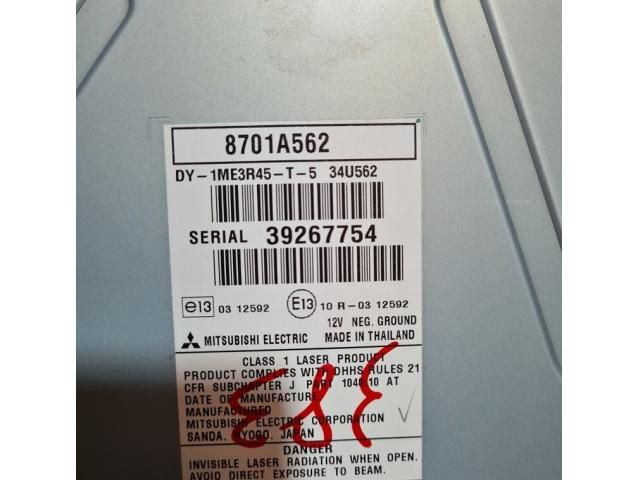 8701A562
DY-1ME3R45-T-5 34U562
SERIAL 39267754
e13 03 12592 E13 10 R-03 12592
12V NEG. GROUND
MITSUBISHI ELECTRIC MADE IN THAILAND
CLASS 1 LASER PRODUCT
PRODUCT COMPLIES WITH DHHS RULES 21
CFR SUBCHAPTER J PART 1040.10 AT
DATE OF MANUFACTURE
MANUFACTURED
MITSUBISHI ELECTRIC CORPORATION
SANDA, HYOGO, JAPAN
DANGER
INVISIBLE LASER RADIATION WHEN OPEN.
AVOID DIRECT EXPOSURE TO BEAM.